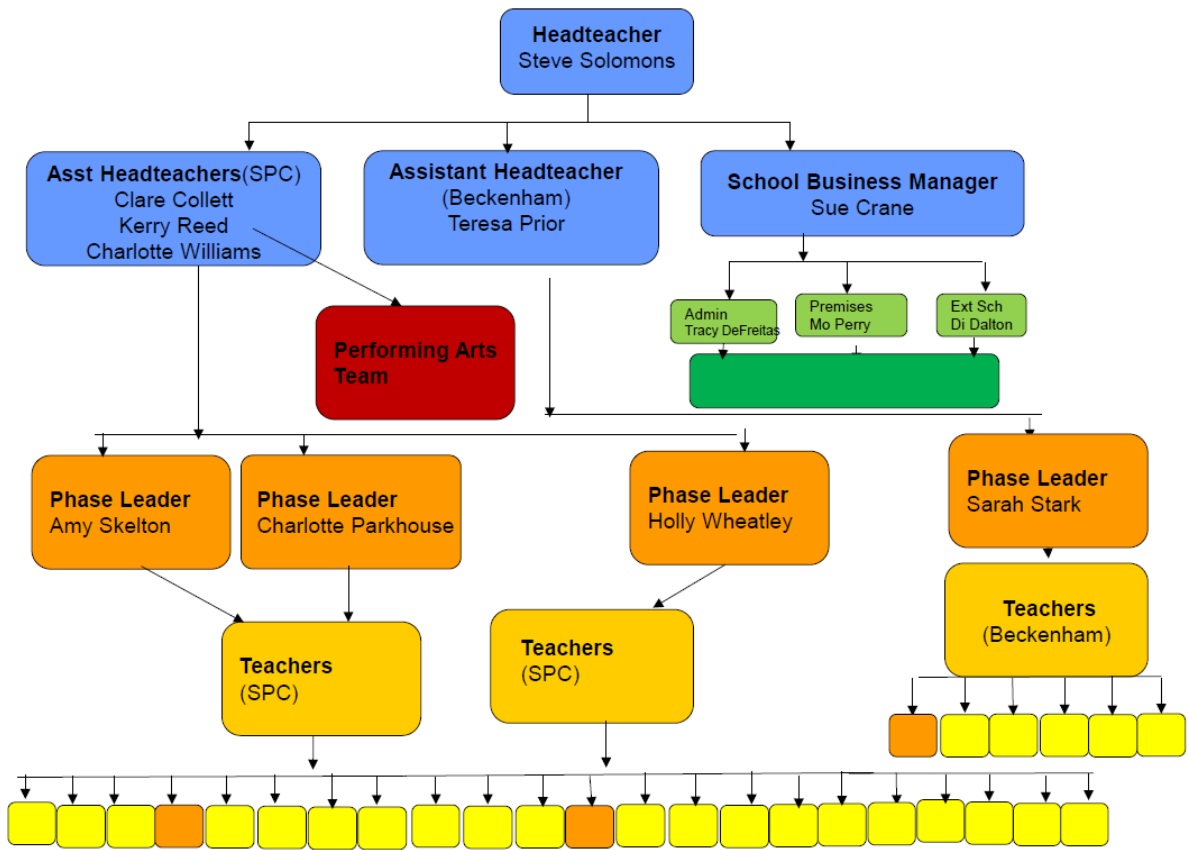 Headteacher
Steve Solomons
Asst Headteachers(SPC)
Clare Collett
Kerry Reed
Charlotte Williams
Assistant Headteacher
(Beckenham)
Teresa Prior
School Business Manager
Sue Crane
Admin
Tracy DeFreitas
Premises
Mo Perry
Ext Sch
Di Dalton
Performing Arts
Team
Phase Leader
Amy Skelton
Phase Leader
Charlotte Parkhouse
Phase Leader
Holly Wheatley
Phase Leader
Sarah Stark
Teachers
(SPC)
Teachers
(SPC)
Teachers
(Beckenham)